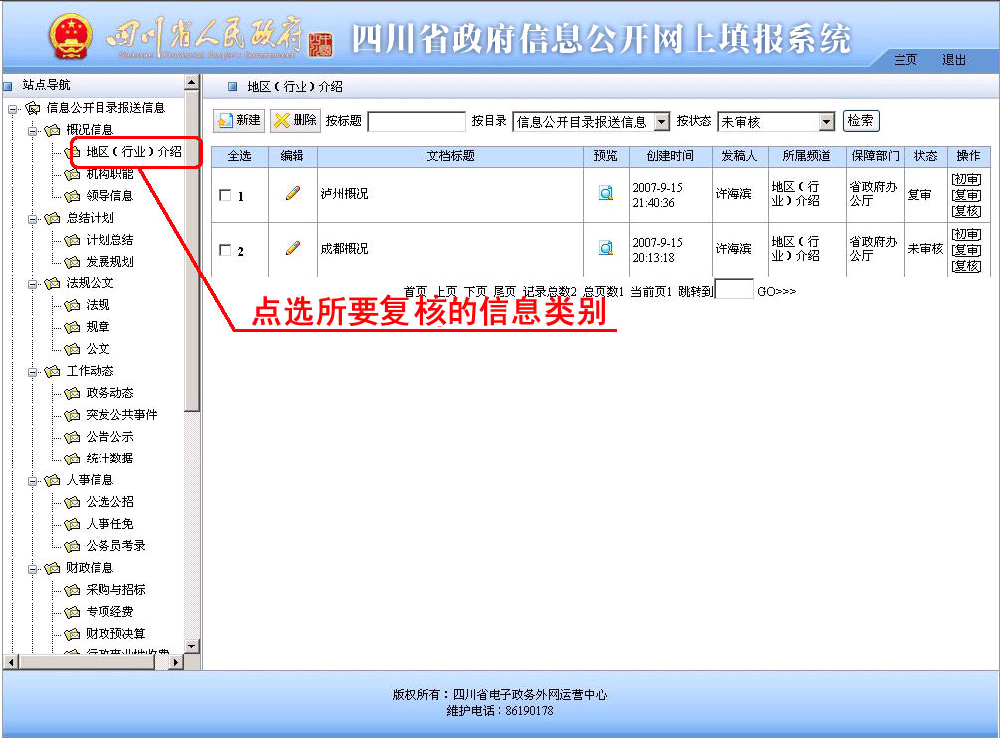 四川省人民政府
四川省政府信息公开网上填报系统
主页 退出
站点导航
信息公开目录报送信息
概况信息
地区（行业）介绍
机构职能
领导信息
总结计划
计划总结
发展规划
法规公文
法规
规章
公文
工作动态
政务动态
突发公共事件
公告公示
统计数据
人事信息
公选公招
人事任免
公务员考录
财政信息
采购与招标
专项经费
财政预决算
行政事业性收费
地区（行业）介绍
新建 删除 按标题 按目录 信息公开目录报送信息 按状态 未审核 检索
全选 编辑 文档标题 预览 创建时间 发稿人 所属频道 保障部门 状态 操作
1 泸州概况 2007-9-15 21:40:36 许海滨 地区（行业）介绍 省政府办公厅 复审 [初审] [复审] [复核]
2 成都概况 2007-9-15 20:13:18 许海滨 地区（行业）介绍 省政府办公厅 未审核 [初审] [复审] [复核]
首页 上页 下页 尾页 记录总数2 总页数1 当前页1 跳转到 GO>>>
点选所要复核的信息类别
版权所有：四川省电子政务外网运营中心
维护电话：86190178